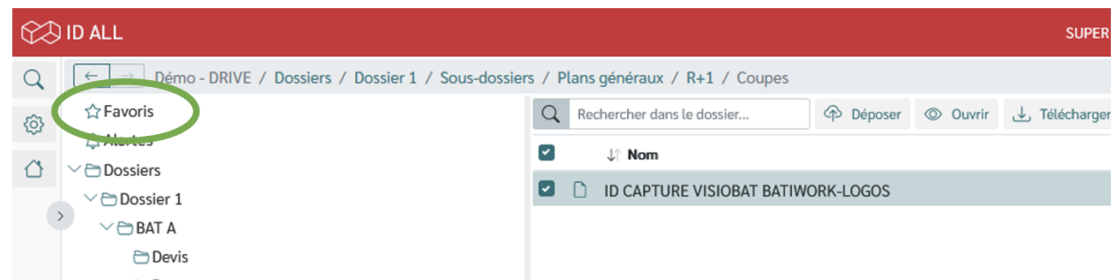 ID ALL
SUPER
Démo - DRIVE / Dossiers / Dossier 1 / Sous-dossiers / Plans généraux / R+1 / Coupes
Favoris
Alertes
Dossiers
Dossier 1
BAT A
Devis
Rechercher dans le dossier...
Déposer
Ouvrir
Télécharger
Nom
ID CAPTURE VISIOBAT BATIWORK-LOGOS